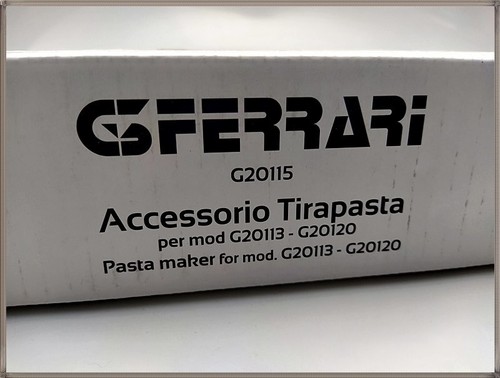 G3FERRARi
G20115
Accessorio Tirapasta
per mod G20113 - G20120
Pasta maker for mod. G20113 - G20120